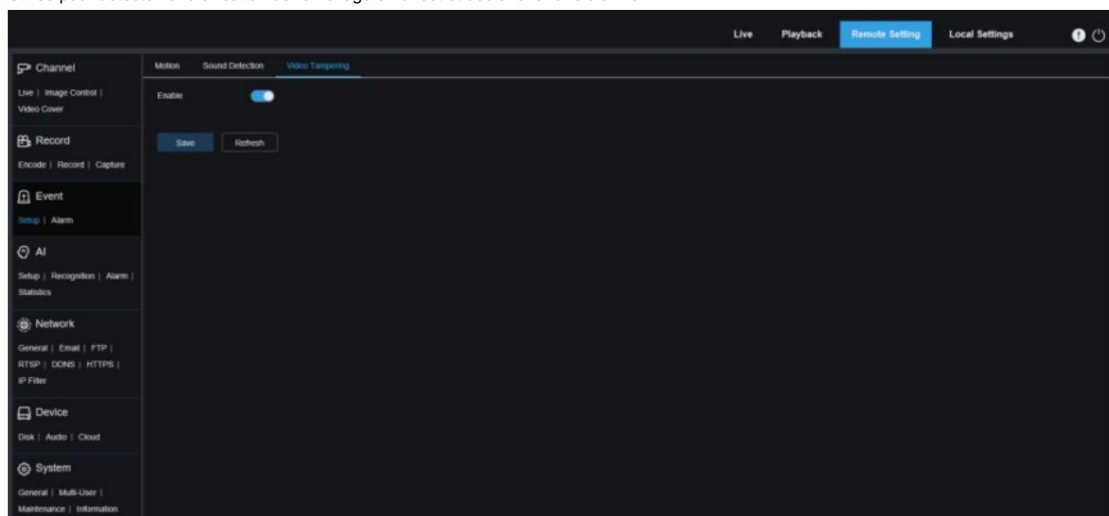 Live Playback Remote Setting Local Settings
Channel
Live | Image Control |
Video Cover
Record
Encode | Record | Capture
Event
Setup | Alarm
AI
Setup | Recognition | Alarm |
Statistics
Network
General | Email | FTP |
RTSP | DDNS | HTTPS |
IP Filter
Device
Disk | Audio | Cloud
System
General | Multi-User |
Maintenance | Information
Motion Sound Detection Video Tampering
Enable
Save Refresh